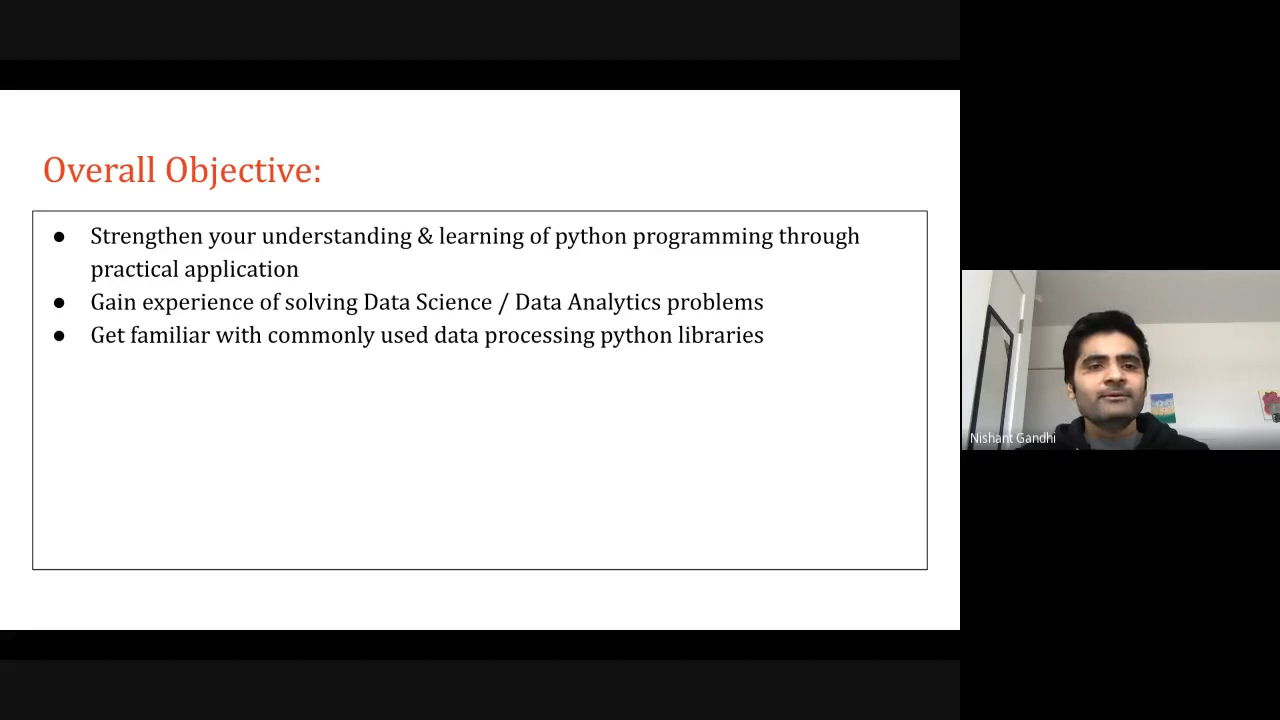 Overall Objective:
● Strengthen your understanding & learning of python programming through
practical application
● Gain experience of solving Data Science / Data Analytics problems
● Get familiar with commonly used data processing python libraries
Nishant Gandhi